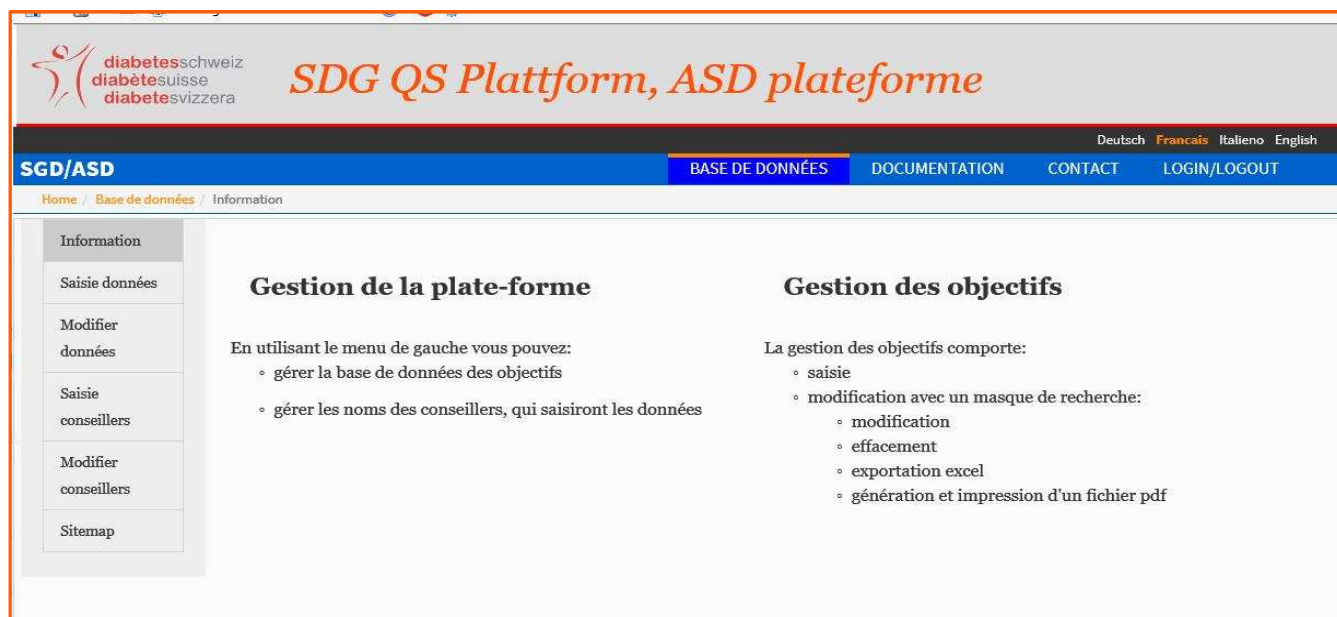 diabetesschweiz
diabètesuisse
diabetesvizzera
SDG QS Plattform, ASD plateforme
Deutsch Francais Italieno English
SGD/ASD
BASE DE DONNÉES DOCUMENTATION CONTACT LOGIN/LOGOUT
Home / Base de données / Information
Information
Saisie données
Modifier
données
Saisie
conseillers
Modifier
conseillers
Sitemap
Gestion de la plate-forme
En utilisant le menu de gauche vous pouvez:
◦ gérer la base de données des objectifs
◦ gérer les noms des conseillers, qui saisiront les données
Gestion des objectifs
La gestion des objectifs comporte:
◦ saisie
◦ modification avec un masque de recherche:
◦ modification
◦ effacement
◦ exportation excel
◦ génération et impression d'un fichier pdf